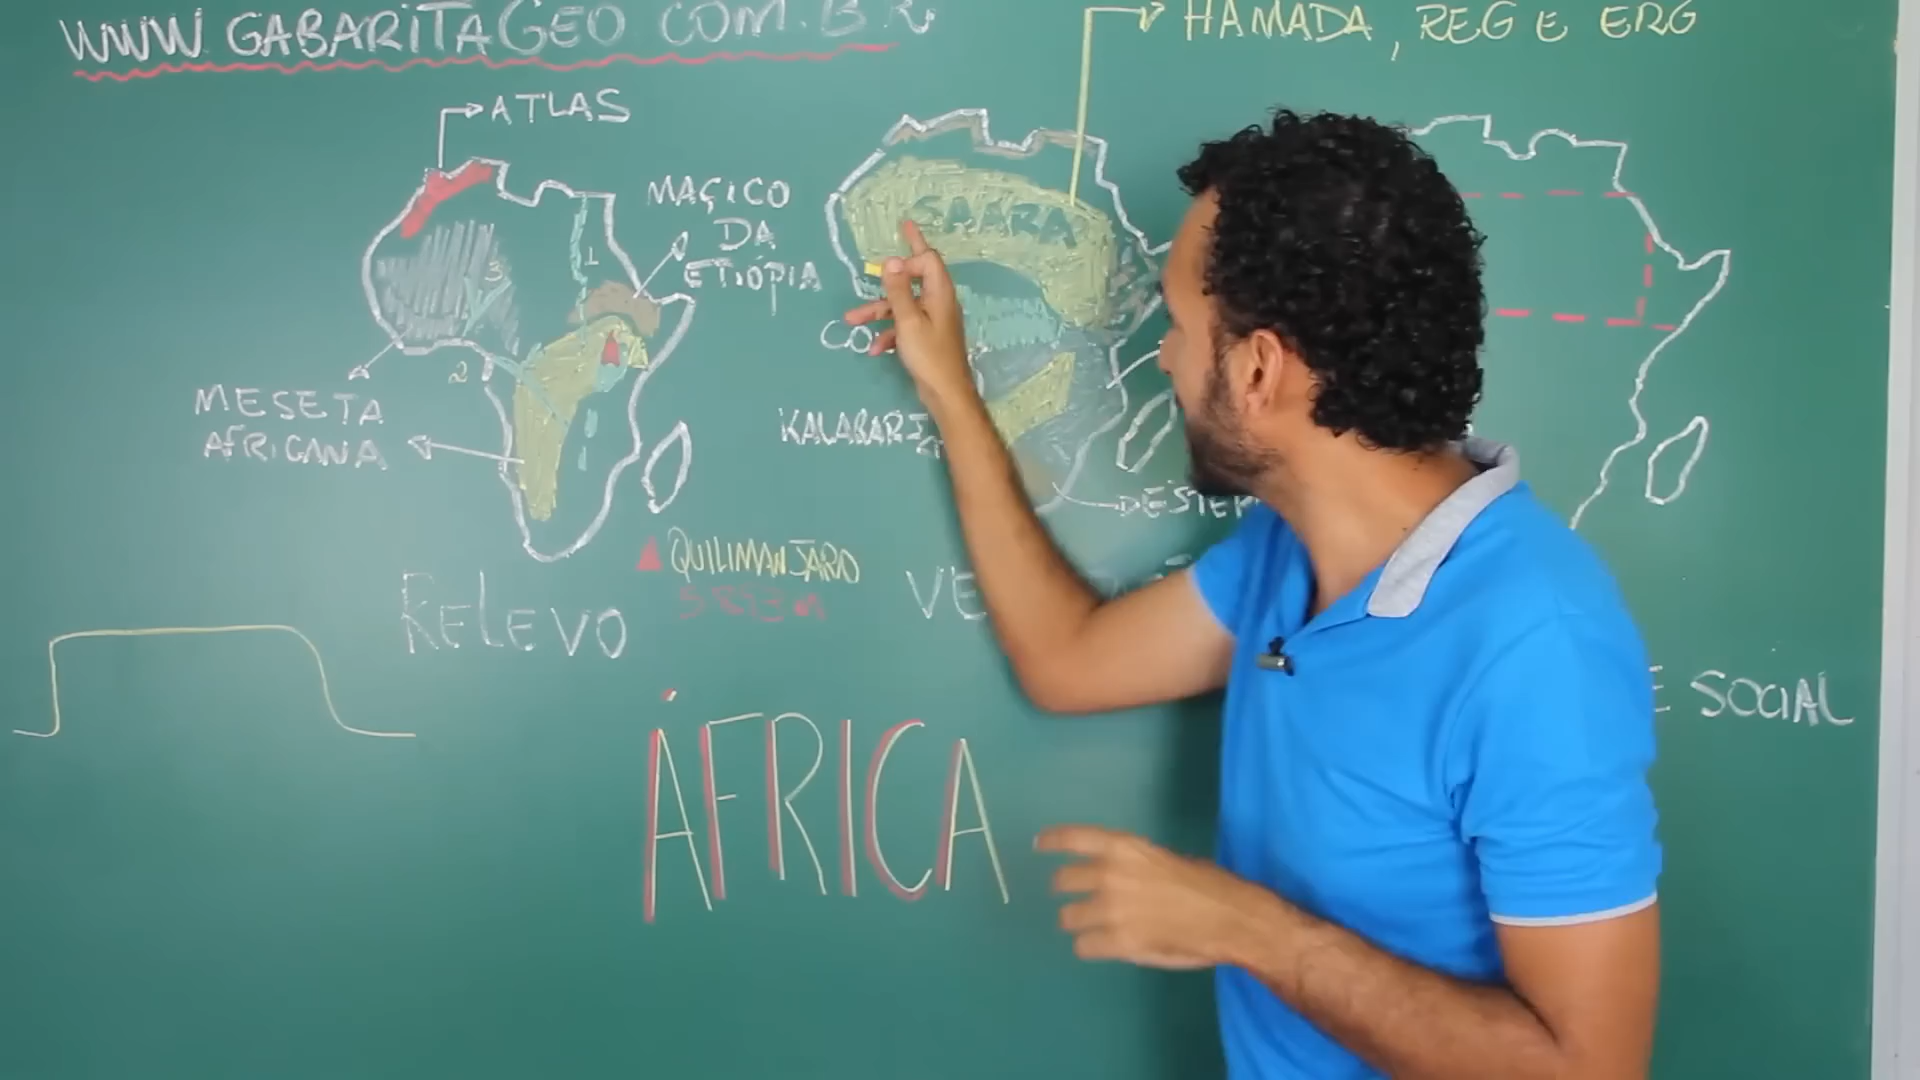 WWW GABARITAGEO.COM.BR
HAMADA, REG E ERG
ATLAS
MAÇICO
DA
ETIÓPIA
SAARA
1
3
2
MESETA
AFRICANA
KALAHARI
QUILIMANJARO
RELEVO
SOCIAL
ÁFRICA